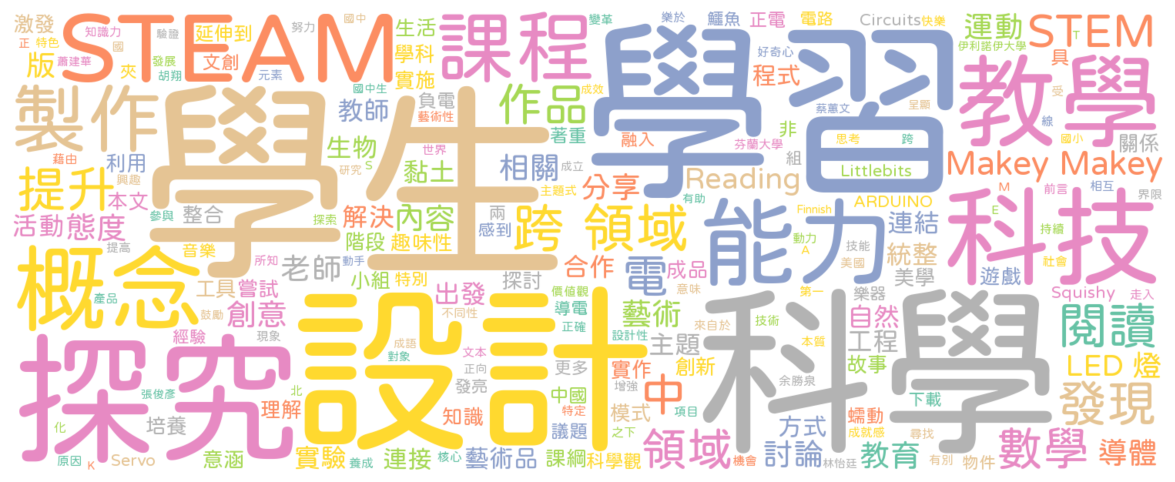 激發
正 特色
蕭建華
版
知識力
國
夾
驗證
發展
胡翔
延伸到
文創
努力
元素
國中
國中生
STEAM
生活
學科
實施
教師
變革
課程
負電
藝術性
樂於
鱷魚
作品
著重
正電
好奇心
成效
電路
程式
融入
Circuits
快樂
蔡蕙文
呈顯
運動
伊利諾伊大學
STEM
T
具
受
線
國小
製作
學生
學習
教學
關係
藉由
興趣
利用
提升
本文
活動
態度
參與
整合
提高
音樂
生物
S
研究
黏土
世界
成立
探索
解決
內容
階段
趣味性
主題式
相關
兩
感到
跨
領域
芬蘭大學
非
組
分享
有助
思考
跨
Littlebits
Reading
Makey Makey
M
E
前言
相互
界限
持續
社會
ARDUINO
Finnish
動力
A
技能
美國
連結
統整
美學
科技
概念
產品
鼓勵
所知
工具
嘗試
老師
動手
小組
特別
創意
出發
不同性
探討
價值觀
導電
正確
合作
電
成品
意味
藝術
設計性
來自於
技術
能力
第一
樂器
遊戲
自然
工程
本質
Squishy
走入
閱讀
探究
經驗
現象
張俊彥
化
原因
K
Servo
培養
北
意涵
理解
實驗
養成
設計
成語
對象
文本
正向
發亮
知識
連接
核心
更多
中國
特定
議題
藝術品
實作
模式
之下
課綱
科學觀
主題
創新
增強
中
項目
領域
機會
科學
余勝泉
方式
討論
成就感
林怡廷
故事
蠕動
教育
下載
尋找
有別
物件
LED 燈
發現
數學
導體